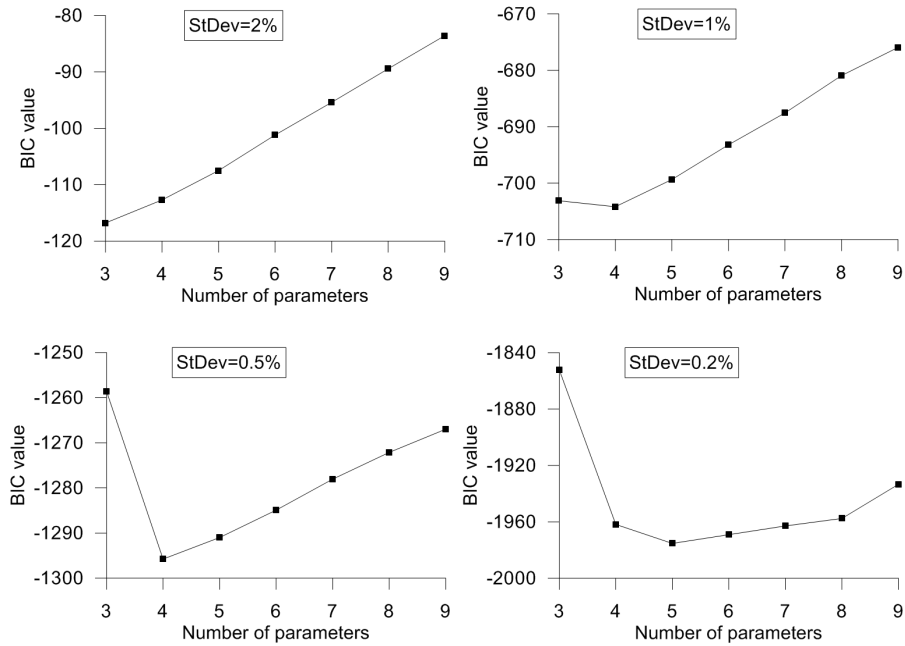 StDev=2%
BIC value
-80
-90
-100
-110
-120
3 4 5 6 7 8 9
Number of parameters
StDev=1%
BIC value
-670
-680
-690
-700
-710
3 4 5 6 7 8 9
Number of parameters
StDev=0.5%
BIC value
-1250
-1260
-1270
-1280
-1290
-1300
3 4 5 6 7 8 9
Number of parameters
StDev=0.2%
BIC value
-1840
-1880
-1920
-1960
-2000
3 4 5 6 7 8 9
Number of parameters